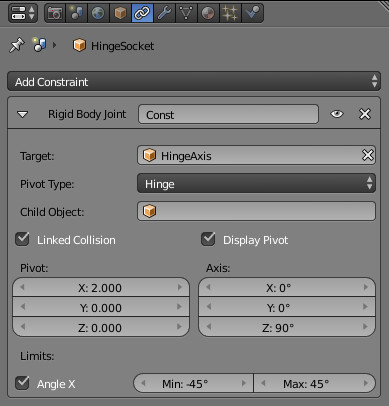 HingeSocket
Add Constraint
Rigid Body Joint Const
Target: HingeAxis
Pivot Type: Hinge
Child Object:
Linked Collision Display Pivot
Pivot: Axis:
X: 2.000 X: 0°
Y: 0.000 Y: 0°
Z: 0.000 Z: 90°
Limits:
Angle X Min: -45° Max: 45°